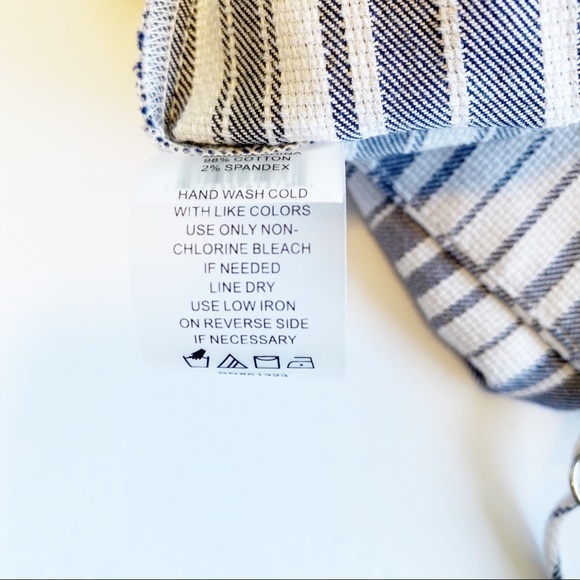 98% COTTON
2% SPANDEX
HAND WASH COLD
WITH LIKE COLORS
USE ONLY NON-
CHLORINE BLEACH
IF NEEDED
LINE DRY
USE LOW IRON
ON REVERSE SIDE
IF NECESSARY